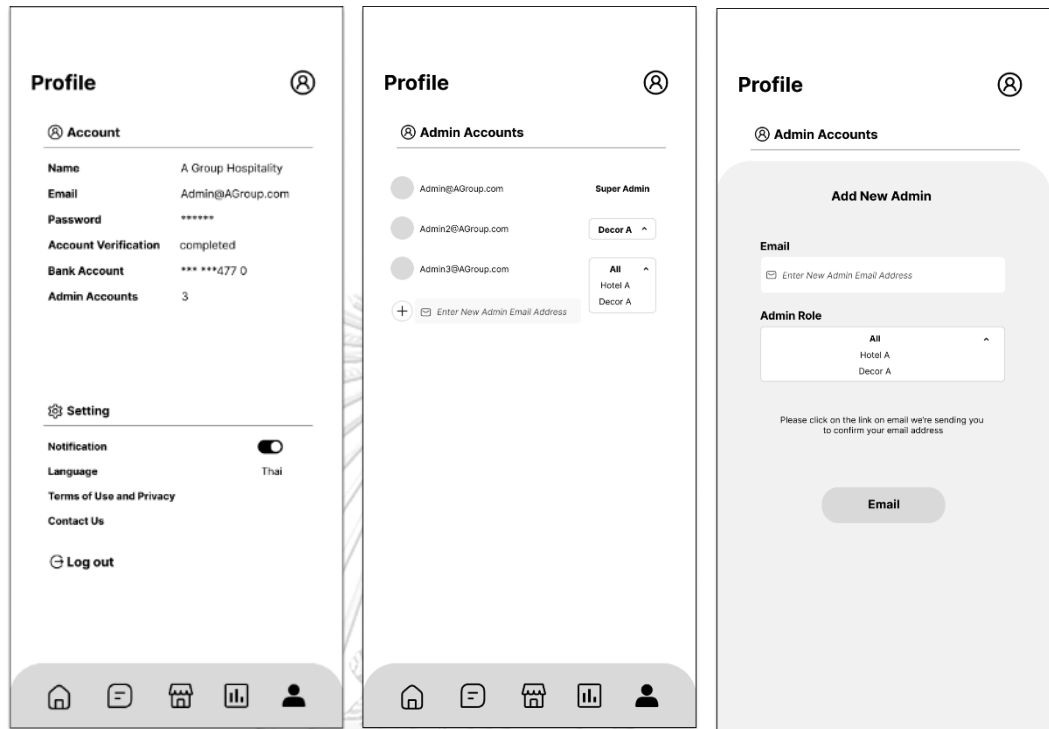 Profile
Account
Name A Group Hospitality
Email Admin@AGroup.com
Password ******
Account Verification completed
Bank Account *** ***477 0
Admin Accounts 3
Setting
Notification
Language Thai
Terms of Use and Privacy
Contact Us
Log out
Profile
Admin Accounts
Admin@AGroup.com Super Admin
Admin2@AGroup.com Decor A
Admin3@AGroup.com All
Hotel A
Decor A
Enter New Admin Email Address
Profile
Admin Accounts
Add New Admin
Email
Enter New Admin Email Address
Admin Role
All
Hotel A
Decor A
Please click on the link on email we're sending you
to confirm your email address
Email